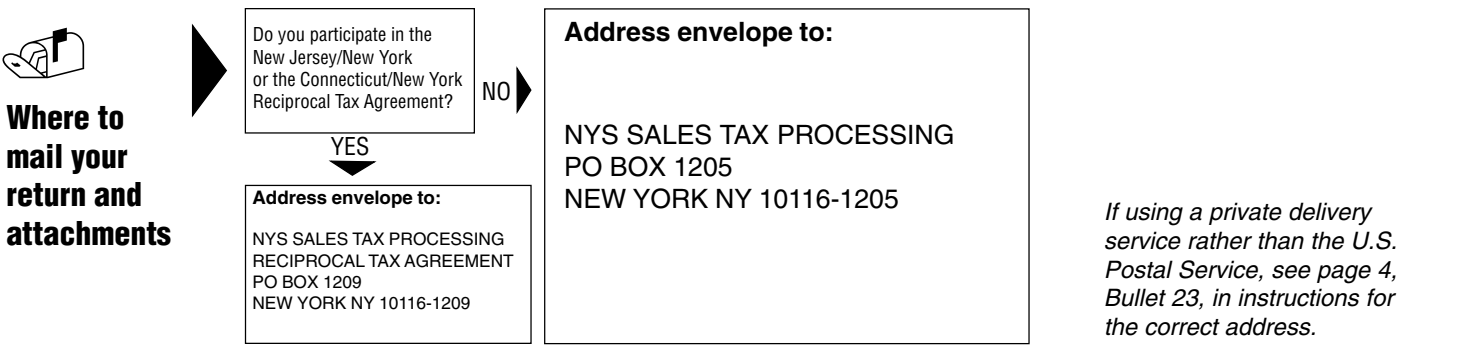 Where to
mail your
return and
attachments
Do you participate in the
New Jersey/New York
or the Connecticut/New York
Reciprocal Tax Agreement?
NO
YES
Address envelope to:
NYS SALES TAX PROCESSING
RECIPROCAL TAX AGREEMENT
PO BOX 1209
NEW YORK NY 10116-1209
Address envelope to:
NYS SALES TAX PROCESSING
PO BOX 1205
NEW YORK NY 10116-1205
If using a private delivery
service rather than the U.S.
Postal Service, see page 4,
Bullet 23, in instructions for
the correct address.